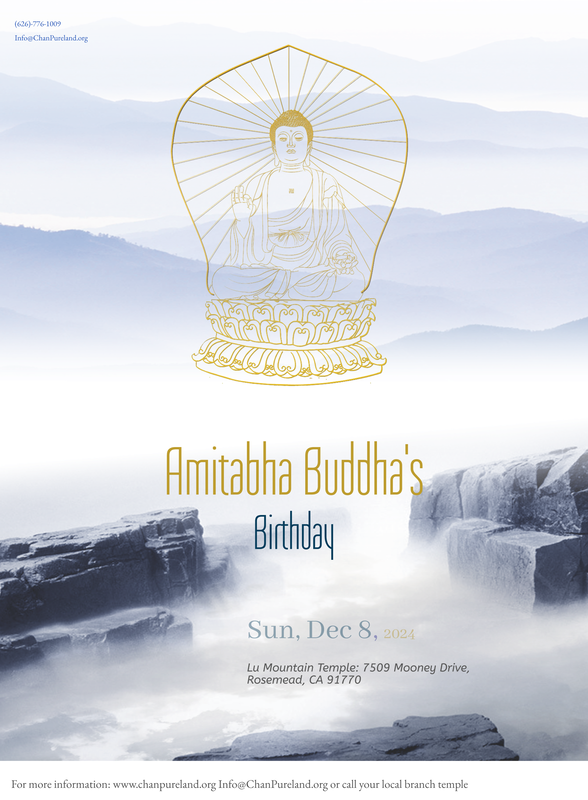 (626)-776-1009
Info@ChanPureland.org
Amitabha Buddha's
Birthday
Sun, Dec 8, 2024
Lu Mountain Temple: 7509 Mooney Drive,
Rosemead, CA 91770
For more information: www.chanpureland.org Info@ChanPureland.org or call your local branch temple